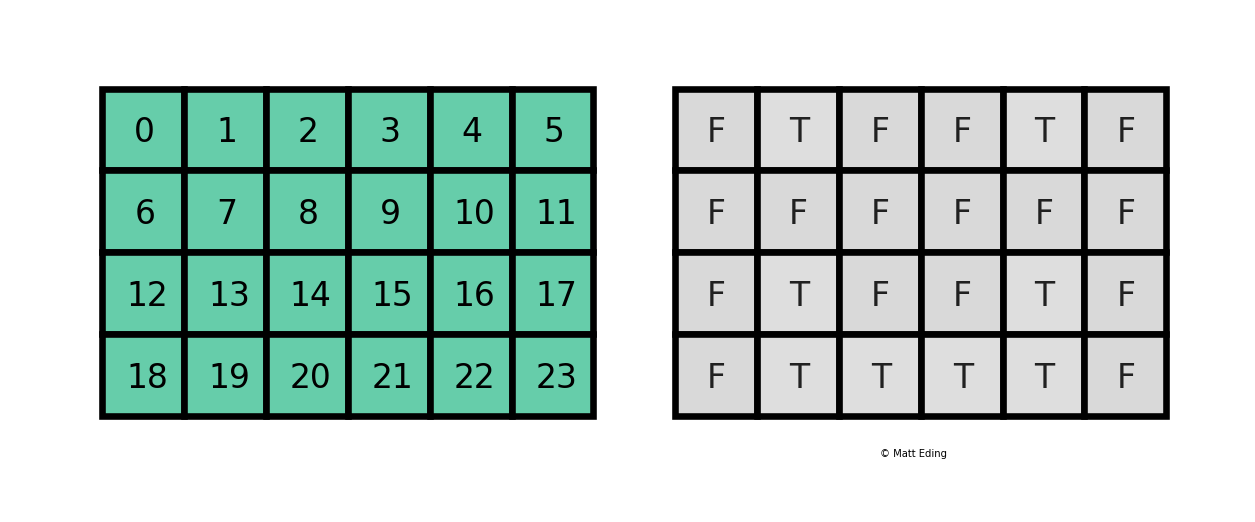 0 1 2 3 4 5 F T F F T F
6 7 8 9 10 11 F F F F F F
12 13 14 15 16 17 F T F F T F
18 19 20 21 22 23 F T T T T F
© Matt Eding